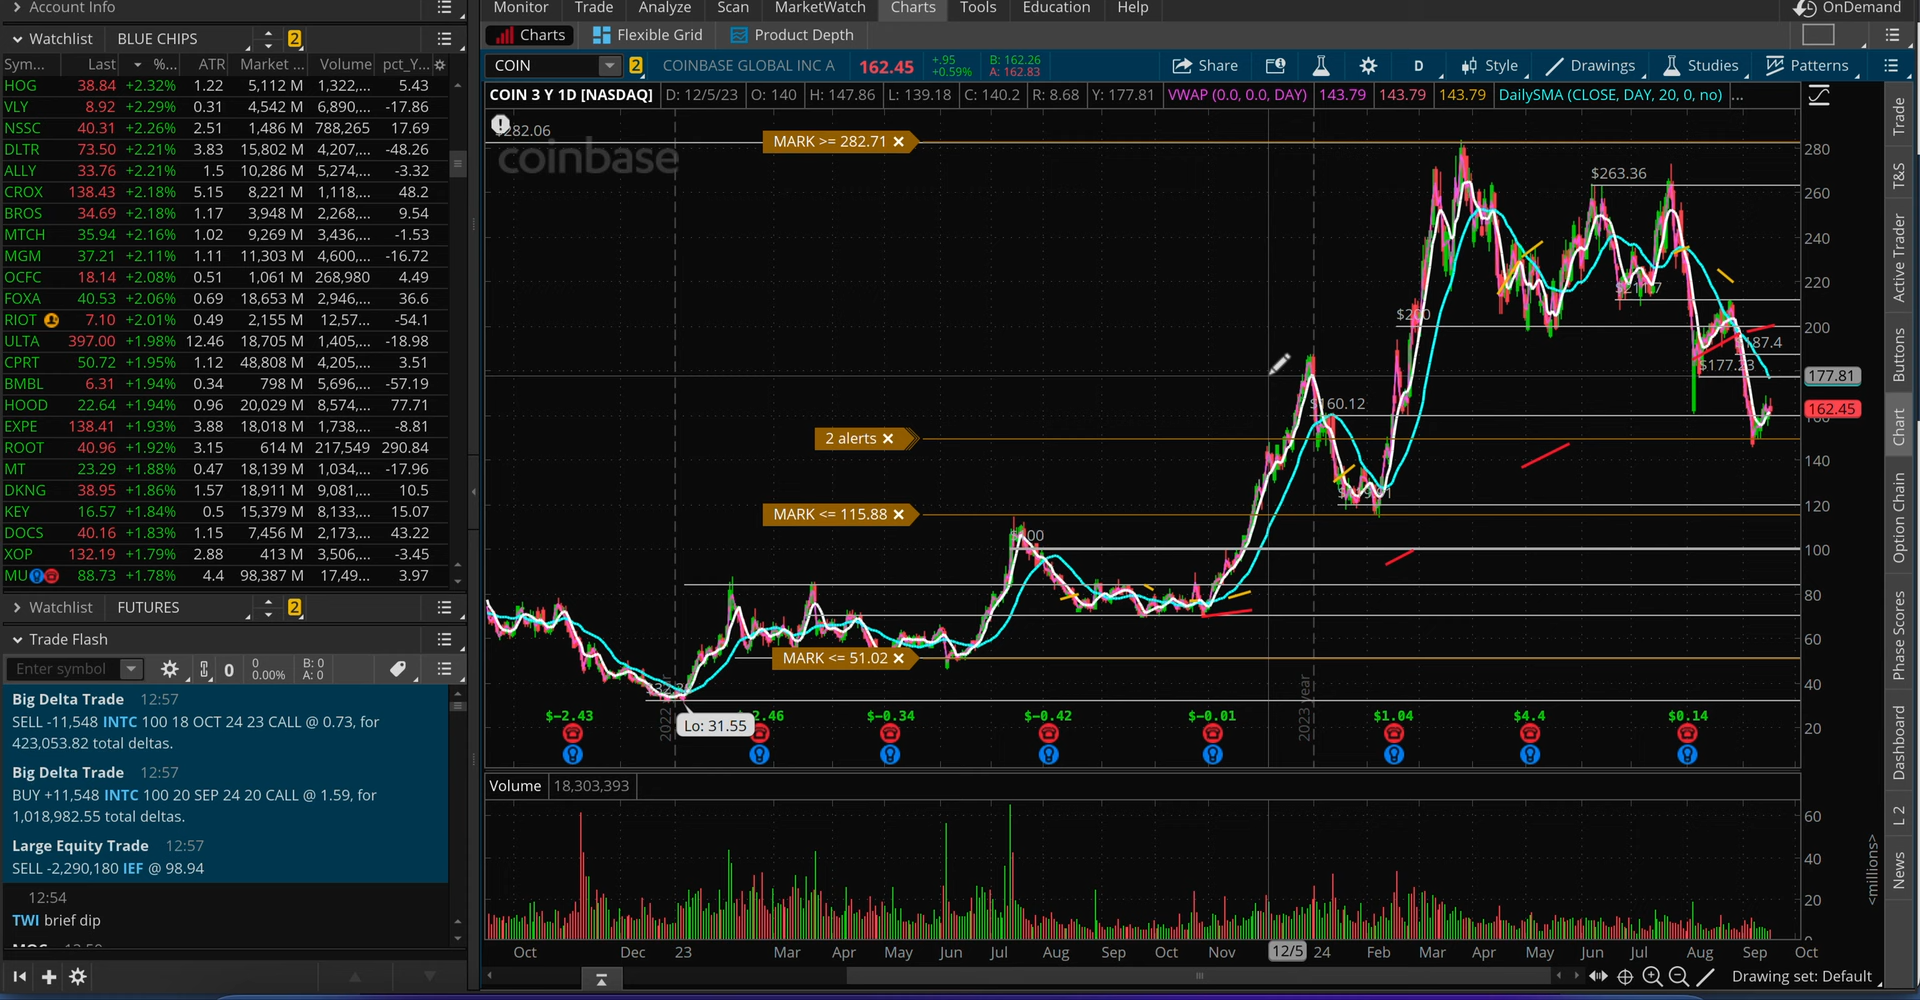 Account Info
Monitor Trade Analyze Scan MarketWatch Charts Tools Education Help
OnDemand
Watchlist BLUE CHIPS 2
Charts Flexible Grid Product Depth
Sym... Last %... ATR Market ... Volume pct_Y...
HOG 38.84 +2.32% 1.22 5,112 M 1,322,... 5.43
VLY 8.92 +2.29% 0.31 4,542 M 6,890,... -17.86
NSSC 40.31 +2.26% 2.51 1,486 M 788,265 17.69
DLTR 73.50 +2.21% 3.83 15,802 M 4,207,... -48.26
ALLY 33.76 +2.21% 1.5 10,286 M 5,274,... -3.32
CROX 138.43 +2.18% 5.15 8,221 M 1,118,... 48.2
BROS 34.69 +2.18% 1.17 3,948 M 2,268,... 9.54
MTCH 35.94 +2.16% 1.02 9,269 M 3,436,... -1.53
MGM 37.21 +2.11% 1.11 11,303 M 4,600,... -16.72
OCFC 18.14 +2.08% 0.51 1,061 M 268,980 4.49
FOXA 40.53 +2.06% 0.69 18,653 M 2,946,... 36.6
RIOT 7.10 +2.01% 0.49 2,155 M 12,57... -54.1
ULTA 397.00 +1.98% 12.46 18,705 M 1,405,... -18.98
CPRT 50.72 +1.95% 1.12 48,808 M 4,205,... 3.51
BMBL 6.31 +1.94% 0.34 798 M 5,696,... -57.19
HOOD 22.64 +1.94% 0.96 20,029 M 8,574,... 77.71
EXPE 138.41 +1.93% 3.88 18,018 M 1,738,... -8.81
ROOT 40.96 +1.92% 3.15 614 M 217,549 290.84
MT 23.29 +1.88% 0.47 18,139 M 1,034,... -17.96
DKNG 38.95 +1.86% 1.57 18,911 M 9,081,... 10.5
KEY 16.57 +1.84% 0.5 15,379 M 8,133,... 15.07
DOCS 40.16 +1.83% 1.15 7,456 M 2,173,... 43.22
XOP 132.19 +1.79% 2.88 413 M 3,506,... -3.45
MU 88.73 +1.78% 4.4 98,387 M 17,49... 3.97
Watchlist FUTURES 2
Trade Flash
Enter symbol 0 0 0.00% B: 0 A: 0
Big Delta Trade 12:57
SELL -11,548 INTC 100 18 OCT 24 23 CALL @ 0.73, for
423,053.82 total deltas.
Big Delta Trade 12:57
BUY +11,548 INTC 100 20 SEP 24 20 CALL @ 1.59, for
1,018,982.55 total deltas.
Large Equity Trade 12:57
SELL -2,290,180 IEF @ 98.94
12:54
TWI brief dip
COIN 2 COINBASE GLOBAL INC A 162.45 +.95 +0.59% B: 162.26 A: 162.83 Share D Style Drawings Studies Patterns
COIN 3 Y 1D [NASDAQ] D: 12/5/23 O: 140 H: 147.86 L: 139.18 C: 140.2 R: 8.68 Y: 177.81 VWAP (0.0, 0.0, DAY) 143.79 143.79 143.79 DailySMA (CLOSE, DAY, 20, 0, no) ...
$282.06
coinbase
MARK >= 282.71
$263.36
$200
$187.4
$177.23
$160.12
2 alerts
MARK <= 115.88
MARK <= 51.02
Lo: 31.55
2023 year
$-2.43 $-0.34 $-0.42 $-0.01 $1.04 $4.4 $0.14
280
260
240
220
200
177.81
162.45
140
120
100
80
60
40
20
Volume 18,303,393
60
40
20
<millions>
Oct Dec 23 Mar Apr May Jun Jul Aug Sep Oct Nov 12/5 24 Feb Mar Apr May Jun Jul Aug Sep Oct
Drawing set: Default
Trade
T&S
Active Trader
Buttons
Chart
Option Chain
Phase Scores
Dashboard
L 2
News